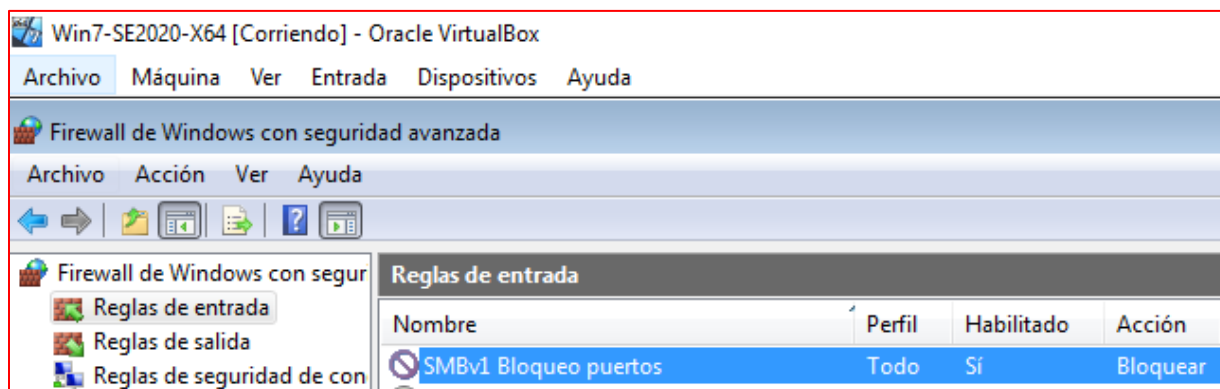 Win7-SE2020-X64 [Corriendo] - Oracle VirtualBox
Archivo Máquina Ver Entrada Dispositivos Ayuda
Firewall de Windows con seguridad avanzada
Archivo Acción Ver Ayuda
Firewall de Windows con segur
Reglas de entrada
Reglas de salida
Reglas de seguridad de con
Reglas de entrada
Nombre Perfil Habilitado Acción
SMBv1 Bloqueo puertos Todo Sí Bloquear